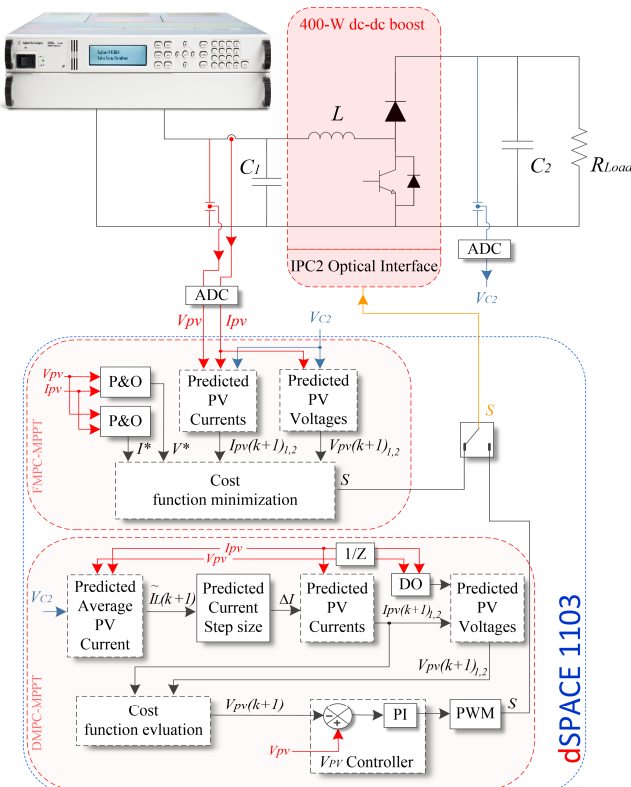 400-W dc-dc boost
Agilent Technologies
L
C1
C2
RLoad
ADC
IPC2 Optical Interface
VC2
ADC
Vpv
Ipv
VC2
Vpv
Ipv
P&O
P&O
Predicted
PV
Currents
Predicted
PV
Voltages
S
I*
V*
Ipv(k+1)1,2
Vpv(k+1)1,2
Cost
function minimization
S
FMPC-MPPT
Ipv
Vpv
1/Z
VC2
Predicted
Average
PV
Current
ĨL(k+1)
Predicted
Current
Step size
ΔI
Predicted
PV
Currents
DO
Ipv(k+1)1,2
Predicted
PV
Voltages
Vpv(k+1)1,2
Cost
function evluation
Vpv(k+1)
−
+
PI
PWM
S
Vpv
VPV Controller
DMPC-MPPT
dSPACE 1103